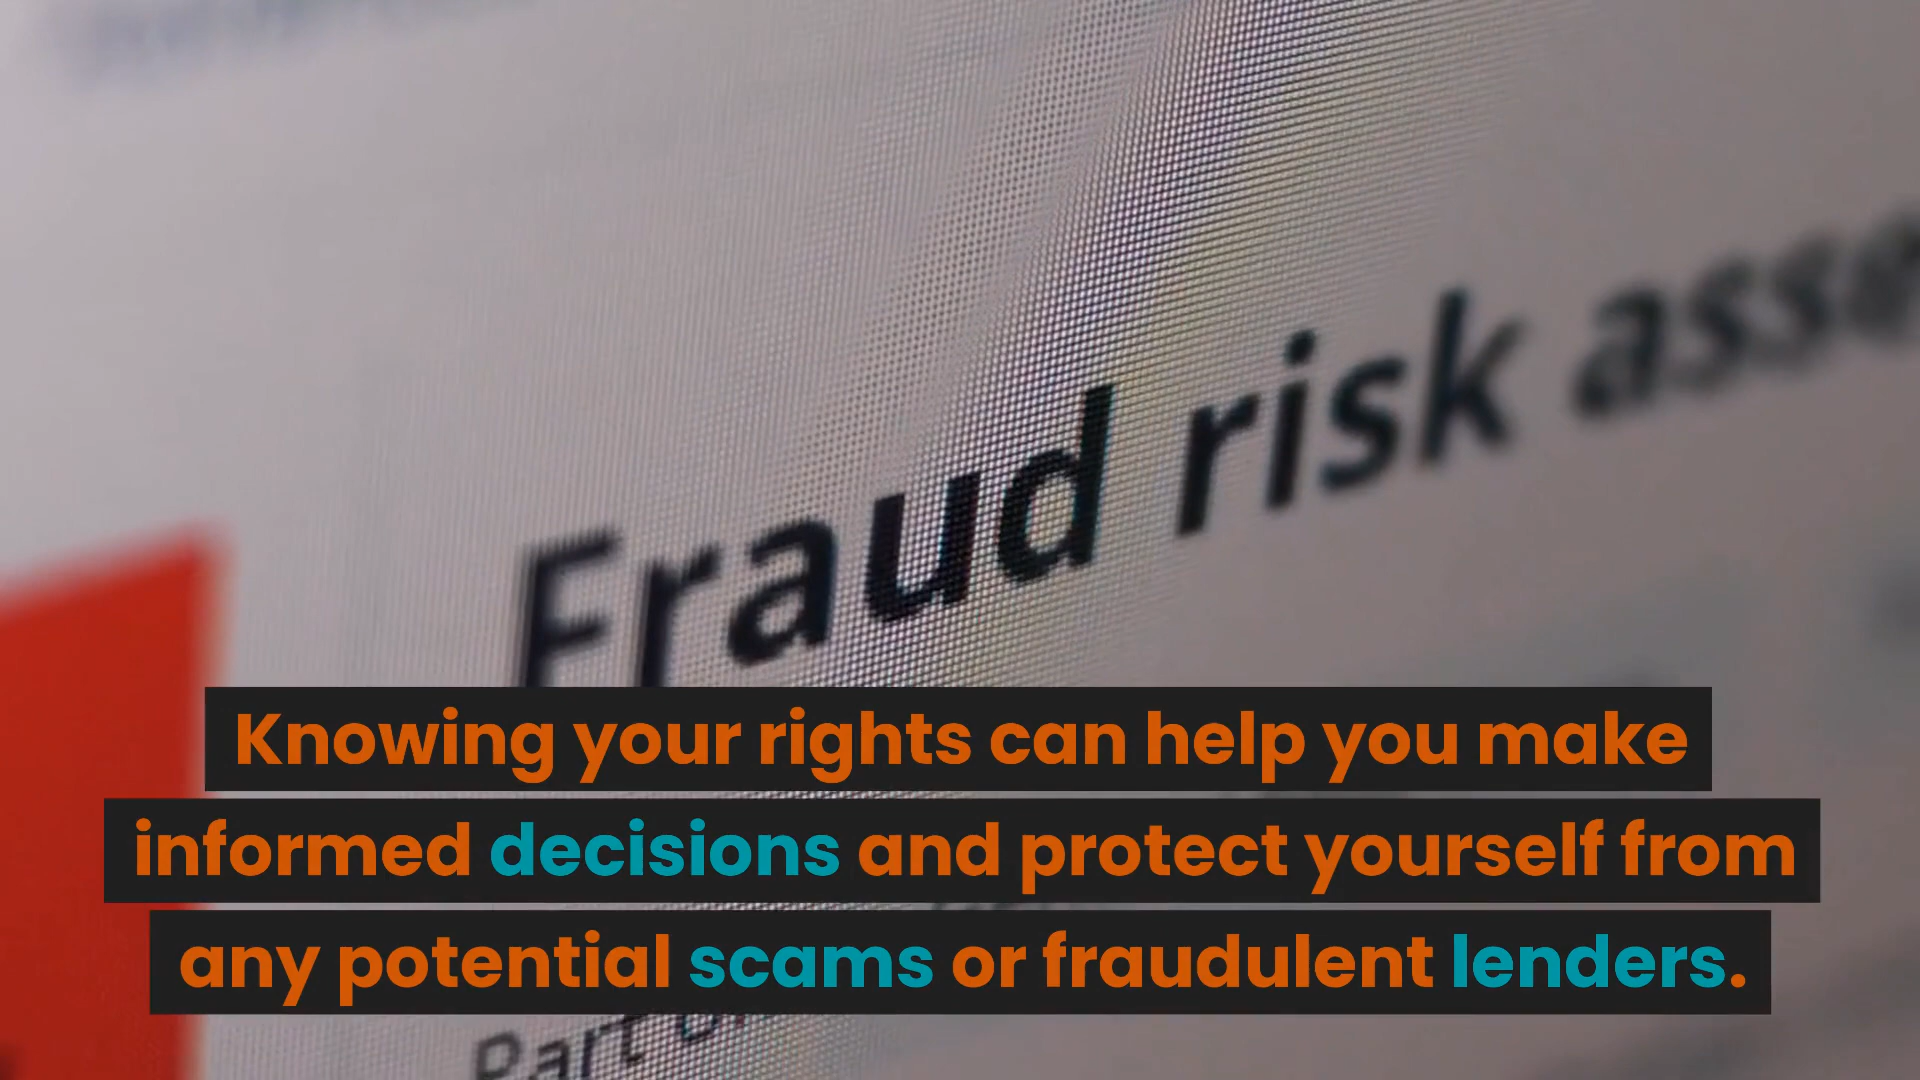 Fraud risk
Knowing your rights can help you make
informed decisions and protect yourself from
any potential scams or fraudulent lenders.
Part